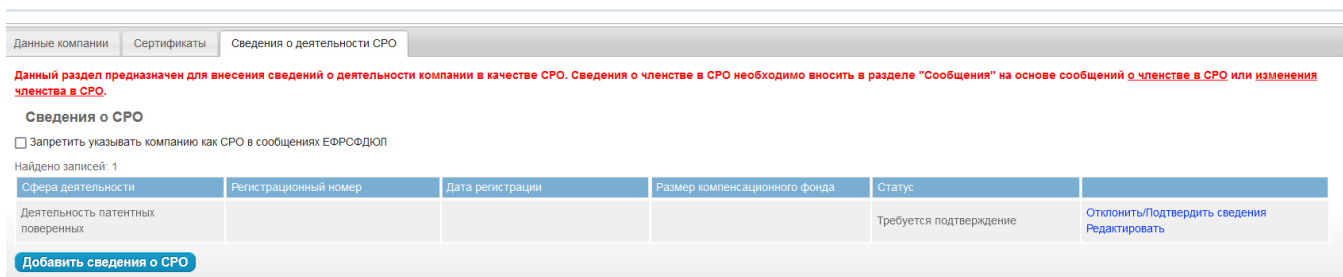 Данные компании Сертификаты Сведения о деятельности СРО
Данный раздел предназначен для внесения сведений о деятельности компании в качестве СРО. Сведения о членстве в СРО необходимо вносить в разделе "Сообщения" на основе сообщений о членстве в СРО или изменения
членства в СРО.
Сведения о СРО
Запретить указывать компанию как СРО в сообщениях ЕФРСФДЮЛ
Найдено записей: 1
Сфера деятельности Регистрационный номер Дата регистрации Размер компенсационного фонда Статус
Деятельность патентных
поверенных
Требуется подтверждение
Отклонить/Подтвердить сведения
Редактировать
Добавить сведения о СРО